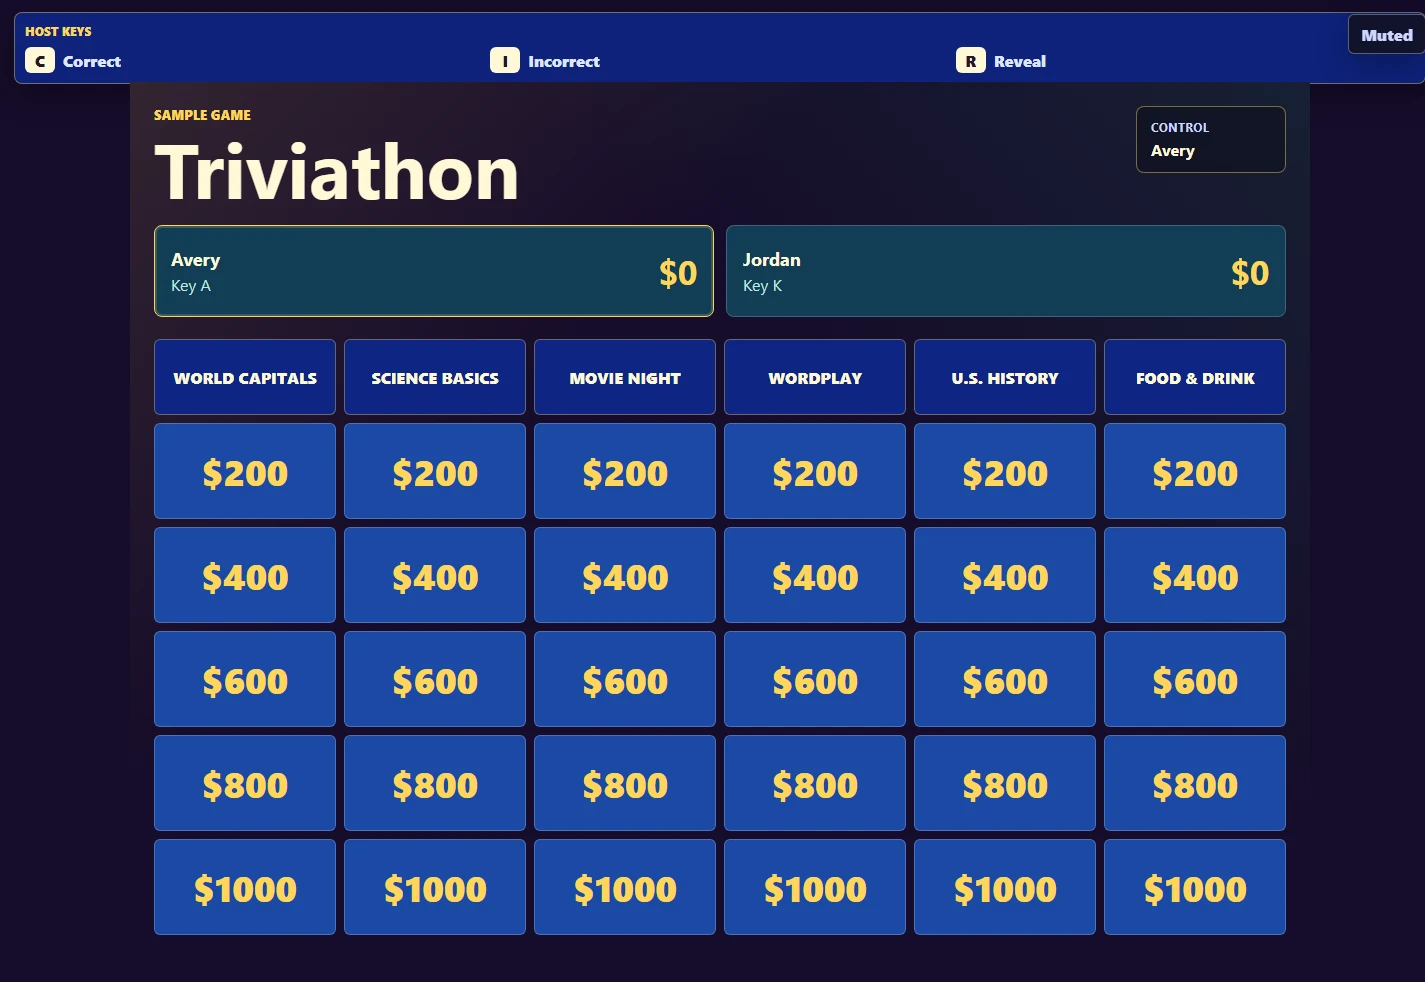 HOST KEYS
C Correct
I Incorrect
R Reveal
Muted
SAMPLE GAME
Triviathon
CONTROL
Avery
Avery
Key A
$0
Jordan
Key K
$0
WORLD CAPITALS SCIENCE BASICS MOVIE NIGHT WORDPLAY U.S. HISTORY FOOD & DRINK
$200 $200 $200 $200 $200 $200
$400 $400 $400 $400 $400 $400
$600 $600 $600 $600 $600 $600
$800 $800 $800 $800 $800 $800
$1000 $1000 $1000 $1000 $1000 $1000